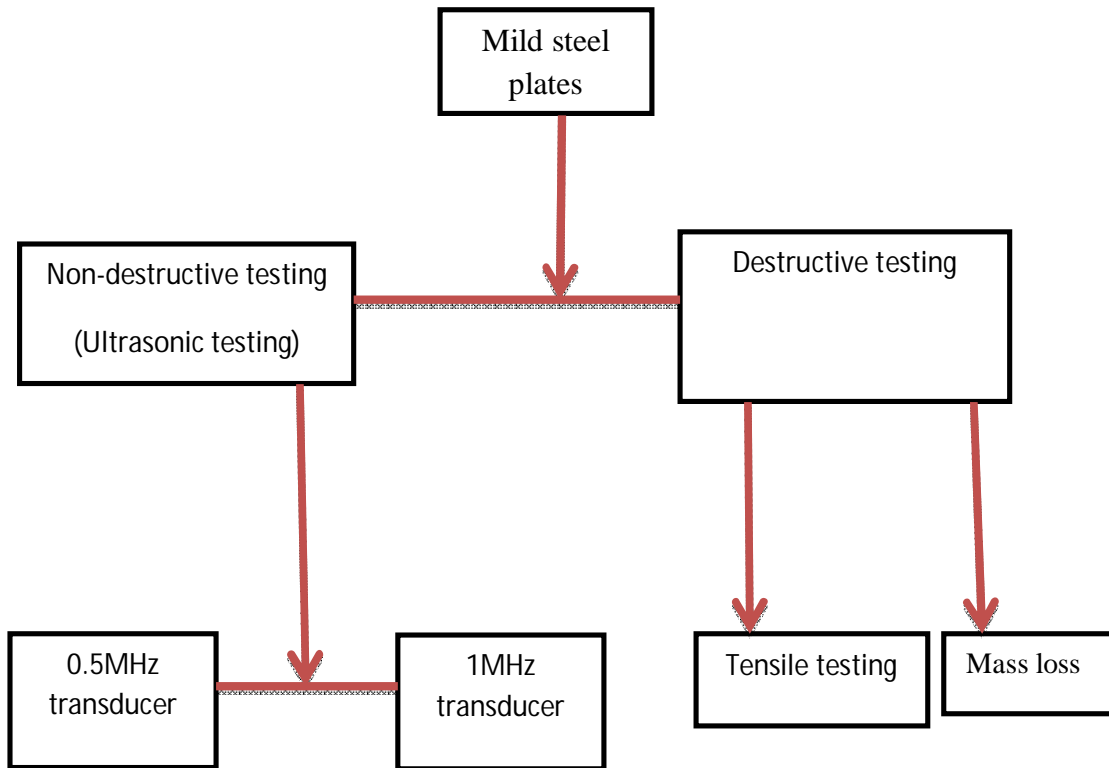 Mild steel
plates
Non-destructive testing
(Ultrasonic testing)
Destructive testing
0.5MHz
transducer
1MHz
transducer
Tensile testing
Mass loss